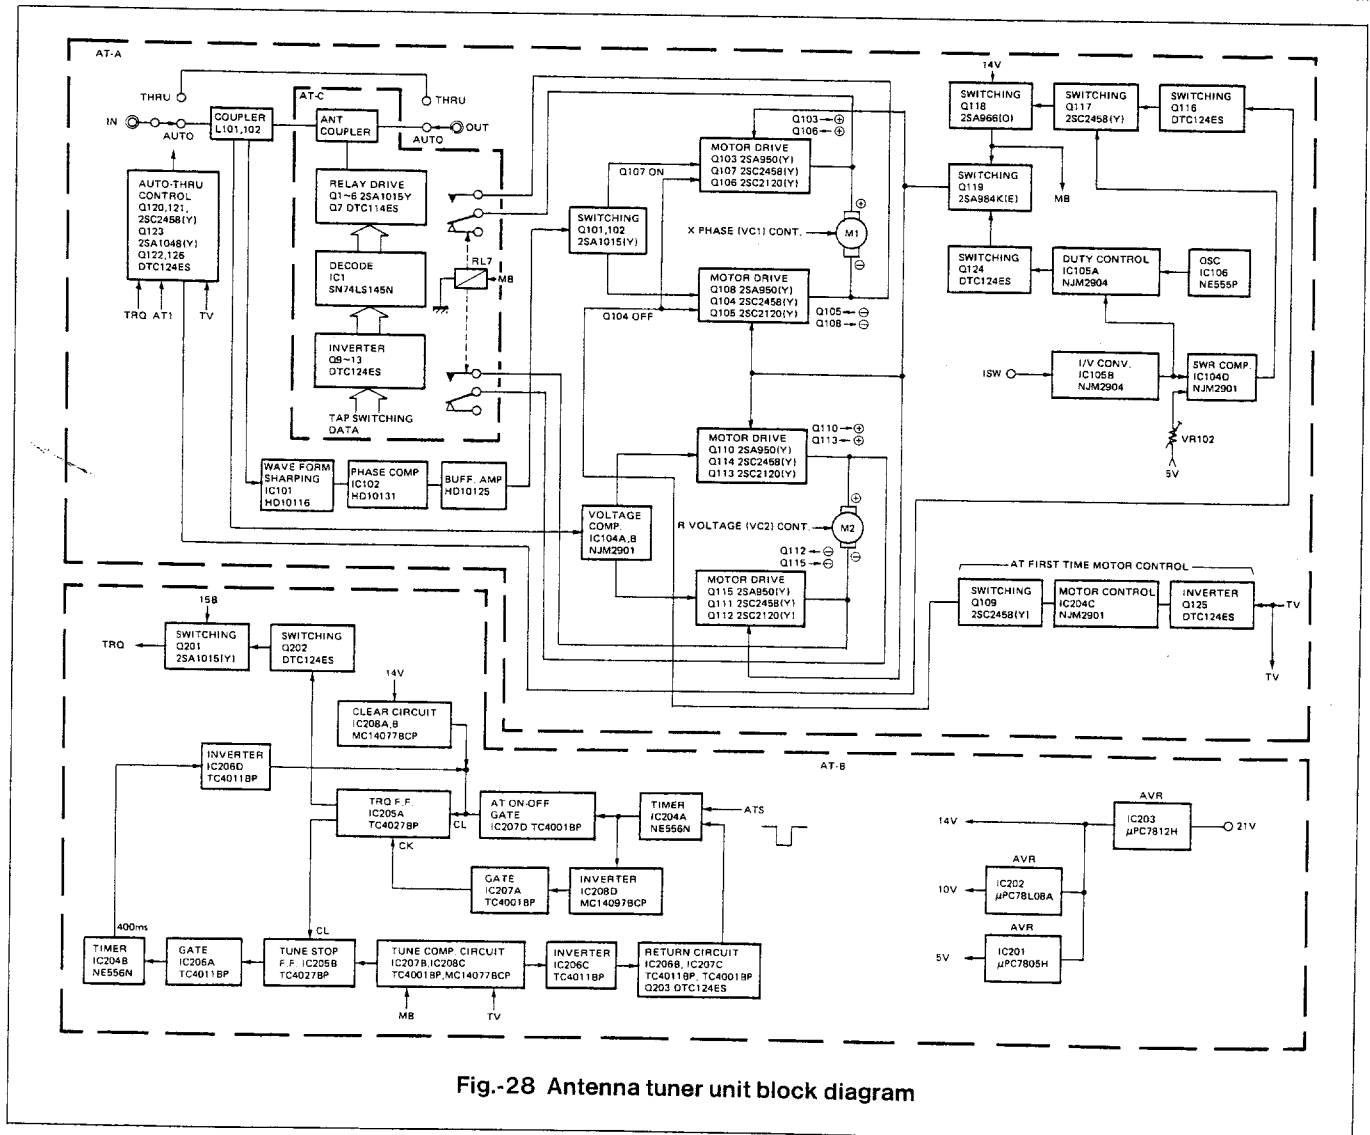 AT-A
THRU
THRU
IN
AUTO
COUPLER
L101,102
AT-C
ANT
COUPLER
OUT
AUTO
AUTO-THRU
CONTROL
Q120,121,
2SC2458(Y)
Q123
2SA1048(Y)
Q122,126
DTC124ES
TRQ AT1 TV
RELAY DRIVE
Q1~6 2SA1015Y
Q7 DTC114ES
DECODE
IC1
SN74LS145N
INVERTER
Q9~13
DTC124ES
TAP SWITCHING
DATA
RL7
MB
WAVE FORM
SHARPING
IC101
HD10116
PHASE COMP
IC102
HD10131
BUFF. AMP
HD10125
SWITCHING
Q101,102
2SA1015(Y)
Q107 ON
Q104 OFF
Q103→⊕
Q106→⊕
MOTOR DRIVE
Q103 2SA950(Y)
Q107 2SC2458(Y)
Q106 2SC2120(Y)
X PHASE (VC1) CONT.
⊕
M1
⊖
MOTOR DRIVE
Q108 2SA950(Y)
Q104 2SC2458(Y)
Q105 2SC2120(Y)
Q105←⊖
Q108←⊖
Q110→⊕
Q113→⊕
MOTOR DRIVE
Q110 2SA950(Y)
Q114 2SC2458(Y)
Q113 2SC2120(Y)
VOLTAGE
COMP.
IC104A,B
NJM2901
R VOLTAGE (VC2) CONT.
⊕
M2
⊖
Q112←⊖
Q115←⊖
MOTOR DRIVE
Q115 2SA950(Y)
Q111 2SC2458(Y)
Q112 2SC2120(Y)
14V
SWITCHING
Q118
2SA966(O)
SWITCHING
Q117
2SC2458(Y)
SWITCHING
Q116
DTC124ES
SWITCHING
Q119
2SA984K(E)
MB
SWITCHING
Q124
DTC124ES
DUTY CONTROL
IC105A
NJM2904
OSC
IC106
NE555P
ISW
I/V CONV.
IC105B
NJM2904
SWR COMP.
IC104D
NJM2901
VR102
5V
AT FIRST TIME MOTOR CONTROL
SWITCHING
Q109
2SC2458(Y)
MOTOR CONTROL
IC204C
NJM2901
INVERTER
Q125
DTC124ES
TV
TV
15B
TRQ
SWITCHING
Q201
2SA1015(Y)
SWITCHING
Q202
DTC124ES
14V
CLEAR CIRCUIT
IC208A,B
MC14077BCP
AT-B
INVERTER
IC206D
TC4011BP
TRQ F.F.
IC205A
TC4027BP
CL
CK
AT ON-OFF
GATE
IC207D TC4001BP
TIMER
IC204A
NE556N
ATS
GATE
IC207A
TC4001BP
INVERTER
IC208D
MC14097BCP
400ms
TIMER
IC204B
NE556N
GATE
IC206A
TC4011BP
CL
TUNE STOP
F.F. IC205B
TC4027BP
TUNE COMP. CIRCUIT
IC207B,IC208C
TC4001BP,MC14077BCP
MB TV
INVERTER
IC206C
TC4011BP
RETURN CIRCUIT
IC206B, IC207C
TC4011BP, TC4001BP
Q203 DTC124ES
AVR
14V
IC203
μPC7812H
21V
AVR
10V
IC202
μPC78L08A
AVR
5V
IC201
μPC7805H
Fig.-28 Antenna tuner unit block diagram